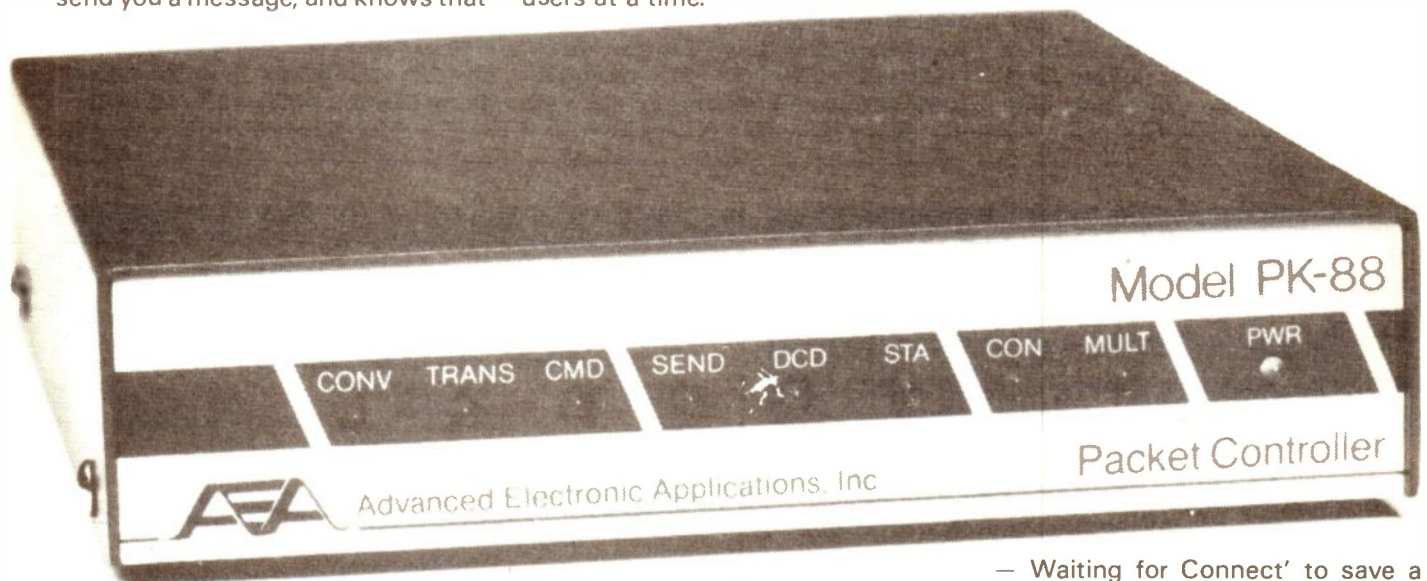 send you a message, and knows that users at a time.
Model PK-88
CONV TRANS CMD SEND DCD STA CON MULT PWR
Packet Controller
AEA Advanced Electronic Applications, Inc
— Waiting for Connect' to save a